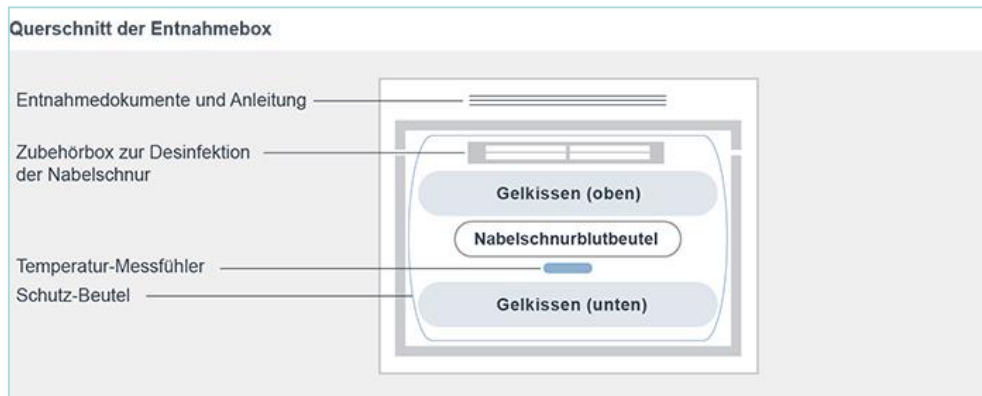 Querschnitt der Entnahmebox
Entnahmedokumente und Anleitung
Zubehörbox zur Desinfektion
der Nabelschnur
Gelkissen (oben)
Nabelschnurblutbeutel
Temperatur-Messfühler
Schutz-Beutel
Gelkissen (unten)